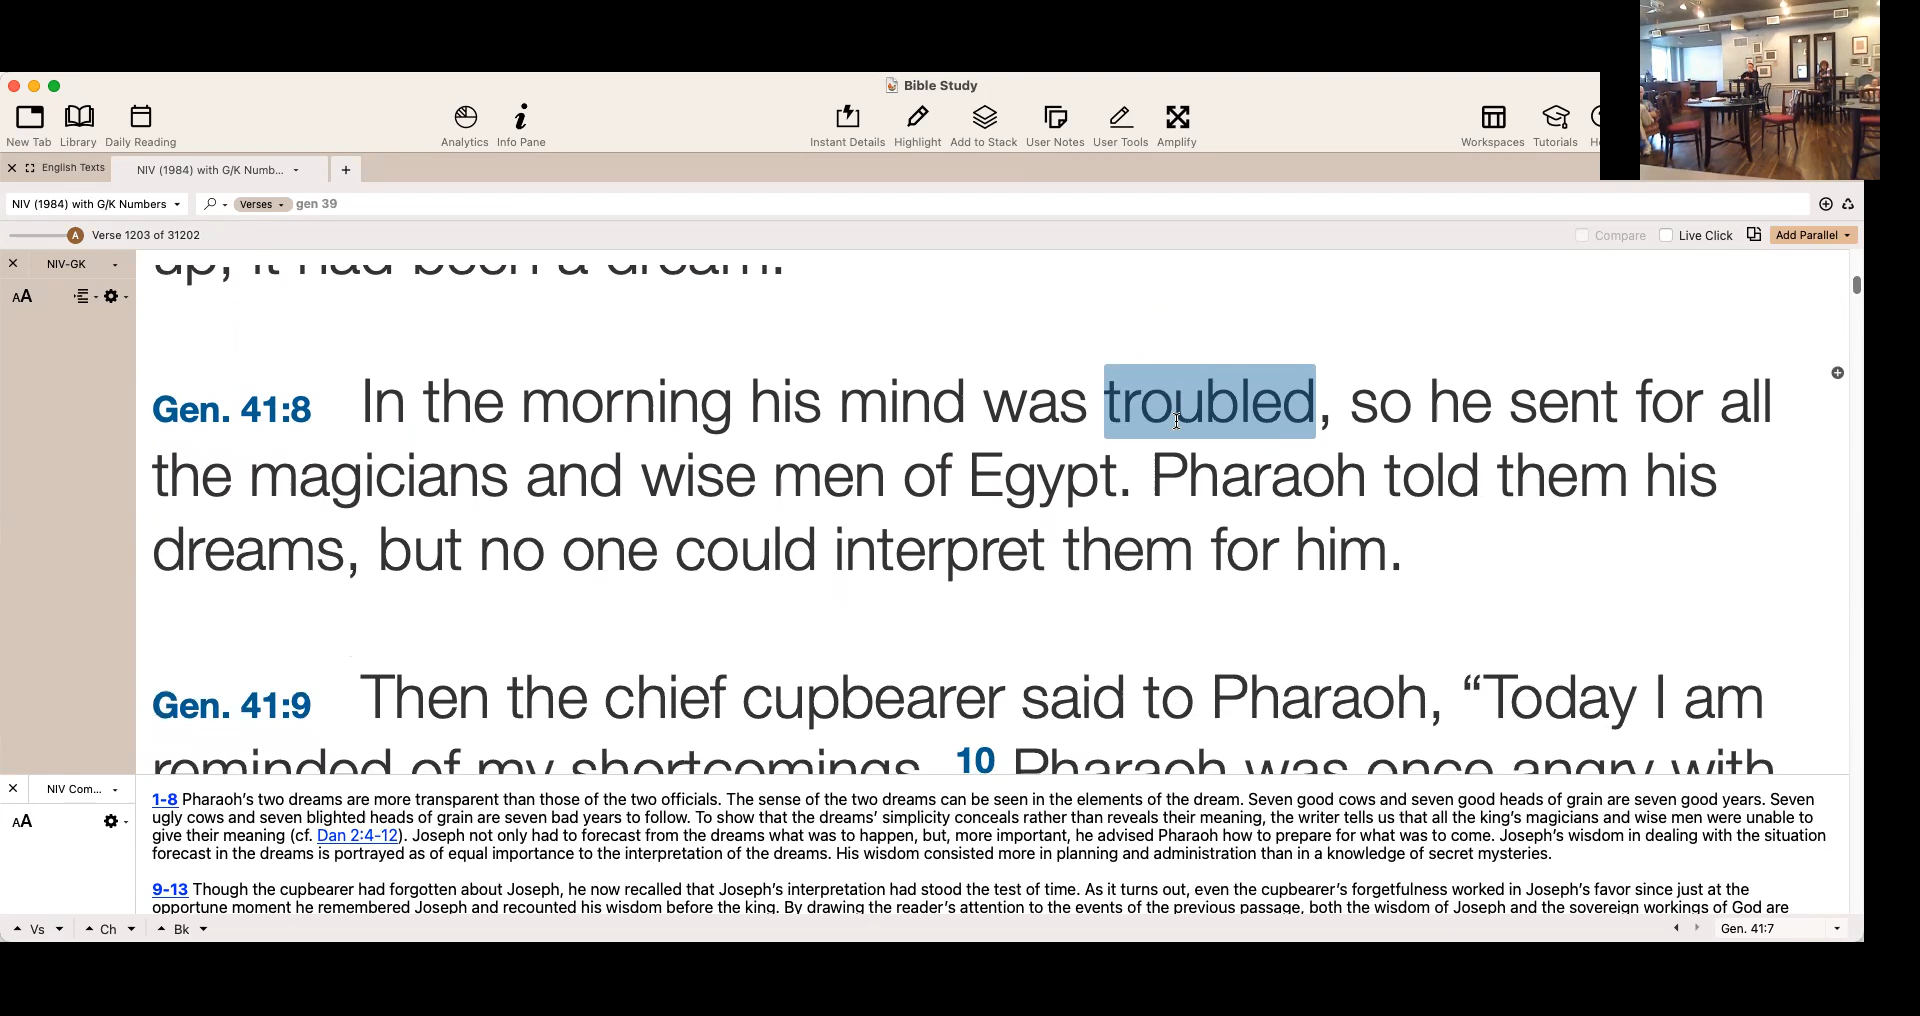 Bible Study
New Tab Library Daily Reading Analytics Info Pane Instant Details Highlight Add to Stack User Notes User Tools Amplify Workspaces Tutorials
English Texts NIV (1984) with G/K Numb...
NIV (1984) with G/K Numbers Verses gen 39
A Verse 1203 of 31202 Compare Live Click Add Parallel
NIV-GK
AA
up, it had been a dream.
Gen. 41:8 In the morning his mind was troubled, so he sent for all
the magicians and wise men of Egypt. Pharaoh told them his
dreams, but no one could interpret them for him.
Gen. 41:9 Then the chief cupbearer said to Pharaoh, “Today I am
reminded of my shortcomings. 10 Pharaoh was once angry with
NIV Com...
AA
1-8 Pharaoh’s two dreams are more transparent than those of the two officials. The sense of the two dreams can be seen in the elements of the dream. Seven good cows and seven good heads of grain are seven good years. Seven
ugly cows and seven blighted heads of grain are seven bad years to follow. To show that the dreams’ simplicity conceals rather than reveals their meaning, the writer tells us that all the king’s magicians and wise men were unable to
give their meaning (cf. Dan 2:4-12). Joseph not only had to forecast from the dreams what was to happen, but, more important, he advised Pharaoh how to prepare for what was to come. Joseph’s wisdom in dealing with the situation
forecast in the dreams is portrayed as of equal importance to the interpretation of the dreams. His wisdom consisted more in planning and administration than in a knowledge of secret mysteries.
9-13 Though the cupbearer had forgotten about Joseph, he now recalled that Joseph’s interpretation had stood the test of time. As it turns out, even the cupbearer’s forgetfulness worked in Joseph’s favor since just at the
opportune moment he remembered Joseph and recounted his wisdom before the king. By drawing the reader’s attention to the events of the previous passage, both the wisdom of Joseph and the sovereign workings of God are
Vs Ch Bk Gen. 41:7